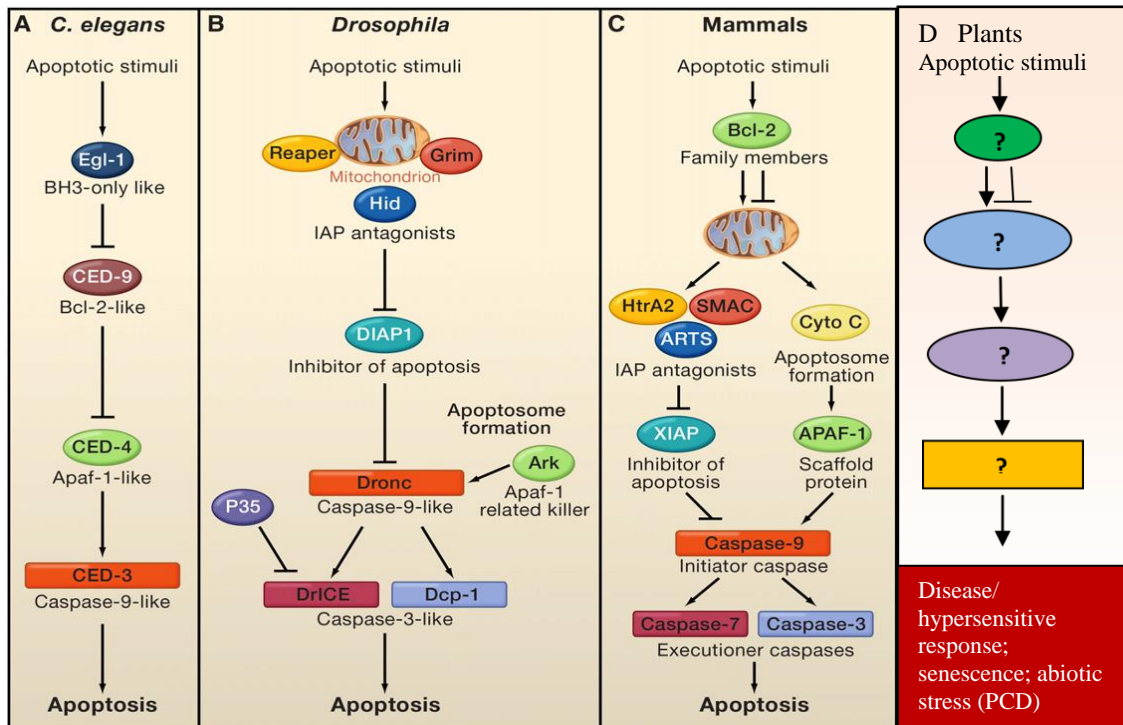 A C. elegans
Apoptotic stimuli
Egl-1
BH3-only like
CED-9
Bcl-2-like
CED-4
Apaf-1-like
CED-3
Caspase-9-like
Apoptosis
B Drosophila
Apoptotic stimuli
Reaper
Grim
Mitochondrion
Hid
IAP antagonists
DIAP1
Inhibitor of apoptosis
Apoptosome
formation
Ark
Apaf-1
related killer
Dronc
Caspase-9-like
P35
DrICE
Dcp-1
Caspase-3-like
Apoptosis
C Mammals
Apoptotic stimuli
Bcl-2
Family members
HtrA2
SMAC
ARTS
IAP antagonists
Cyto C
Apoptosome
formation
XIAP
Inhibitor of
apoptosis
APAF-1
Scaffold
protein
Caspase-9
Initiator caspase
Caspase-7
Caspase-3
Executioner caspases
Apoptosis
D Plants
Apoptotic stimuli
?
?
?
?
Disease/
hypersensitive
response;
senescence; abiotic
stress (PCD)